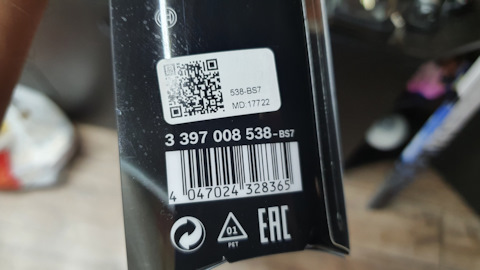 538-BS7
MD:17722
3 397 008 538-BS7
4 047024 328365
01
PET
EAC